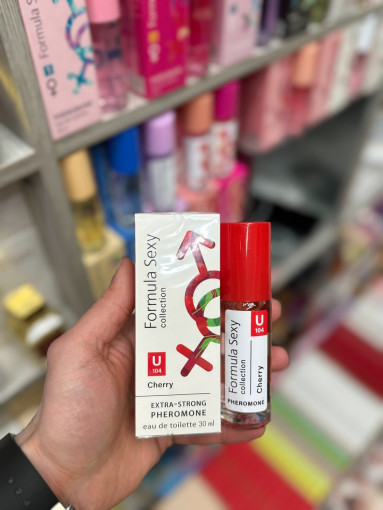 Formula Sexy
collection
U
104
Cherry
EXTRA-STRONG
PHEROMONE
eau de toilette 30 ml
Formula Sexy
collection
U
104
Cherry
PHEROMONE
Formula S